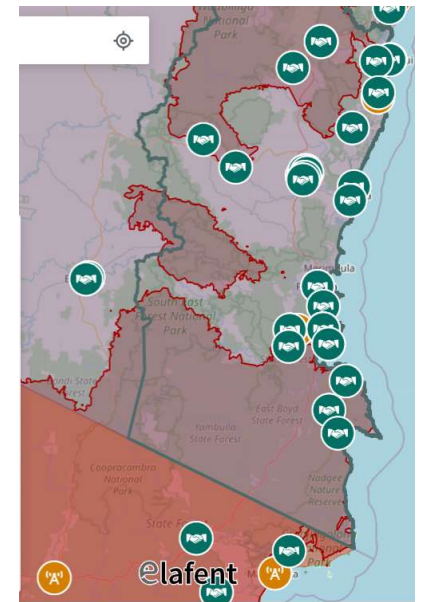 National
Park
South East
Forest National
Park
East Boyd
State Forest
Yambulla
State Forest
Coopracambra
National
Park
Nadgee
Nature
Reserve
State
Park
elafent